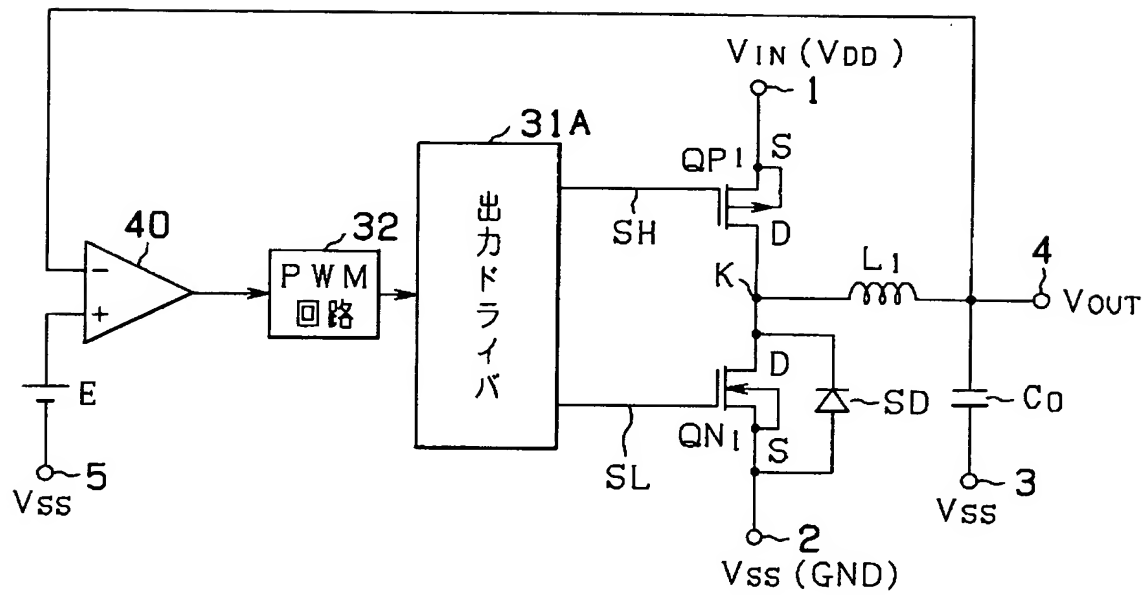 VIN (VDD)
1
31A
S
QP1
40
32
出力ドライバ
SH
D
4
PWM
回路
K
L1
VOUT
-
+
D
E
SD
C0
QN1
S
5
SL
3
VSS
VSS
2
VSS (GND)